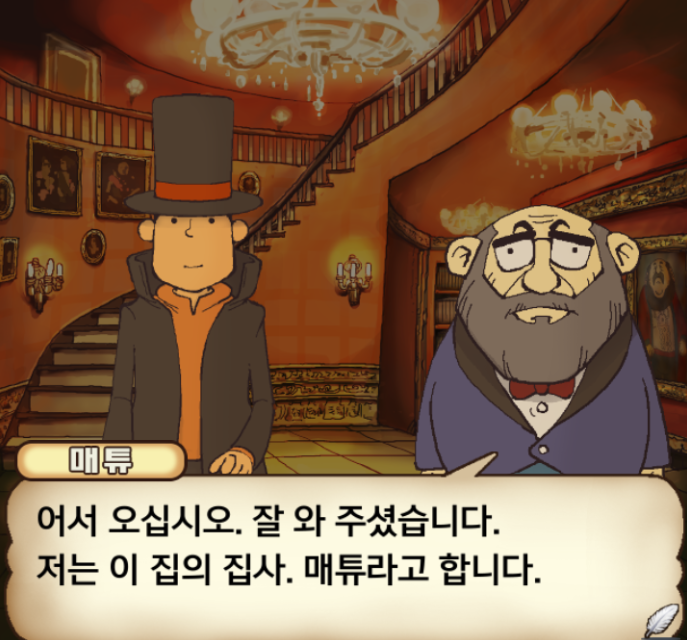 매튜
어서 오십시오. 잘 와 주셨습니다.
저는 이 집의 집사. 매튜라고 합니다.